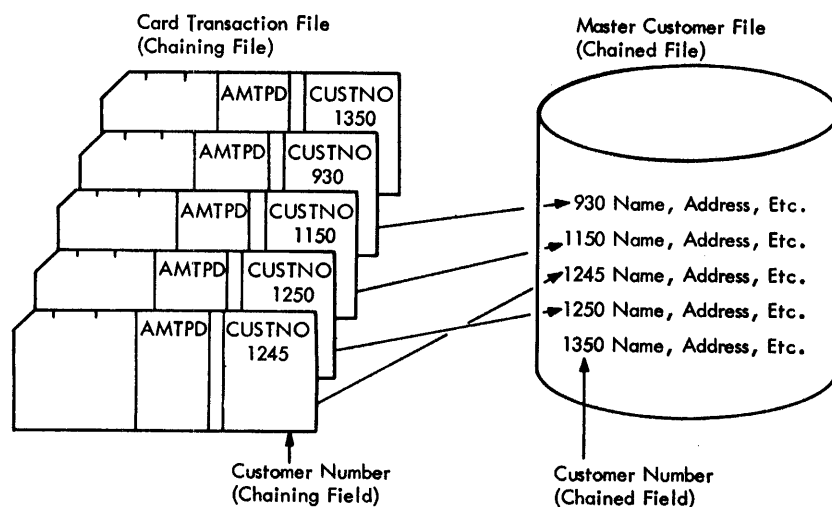 Card Transaction File
(Chaining File)
AMTPD
CUSTNO
1350
AMTPD
CUSTNO
930
AMTPD
CUSTNO
1150
AMTPD
CUSTNO
1250
AMTPD
CUSTNO
1245
Customer Number
(Chaining Field)
Master Customer File
(Chained File)
930 Name, Address, Etc.
1150 Name, Address, Etc.
1245 Name, Address, Etc.
1250 Name, Address, Etc.
1350 Name, Address, Etc.
Customer Number
(Chained Field)